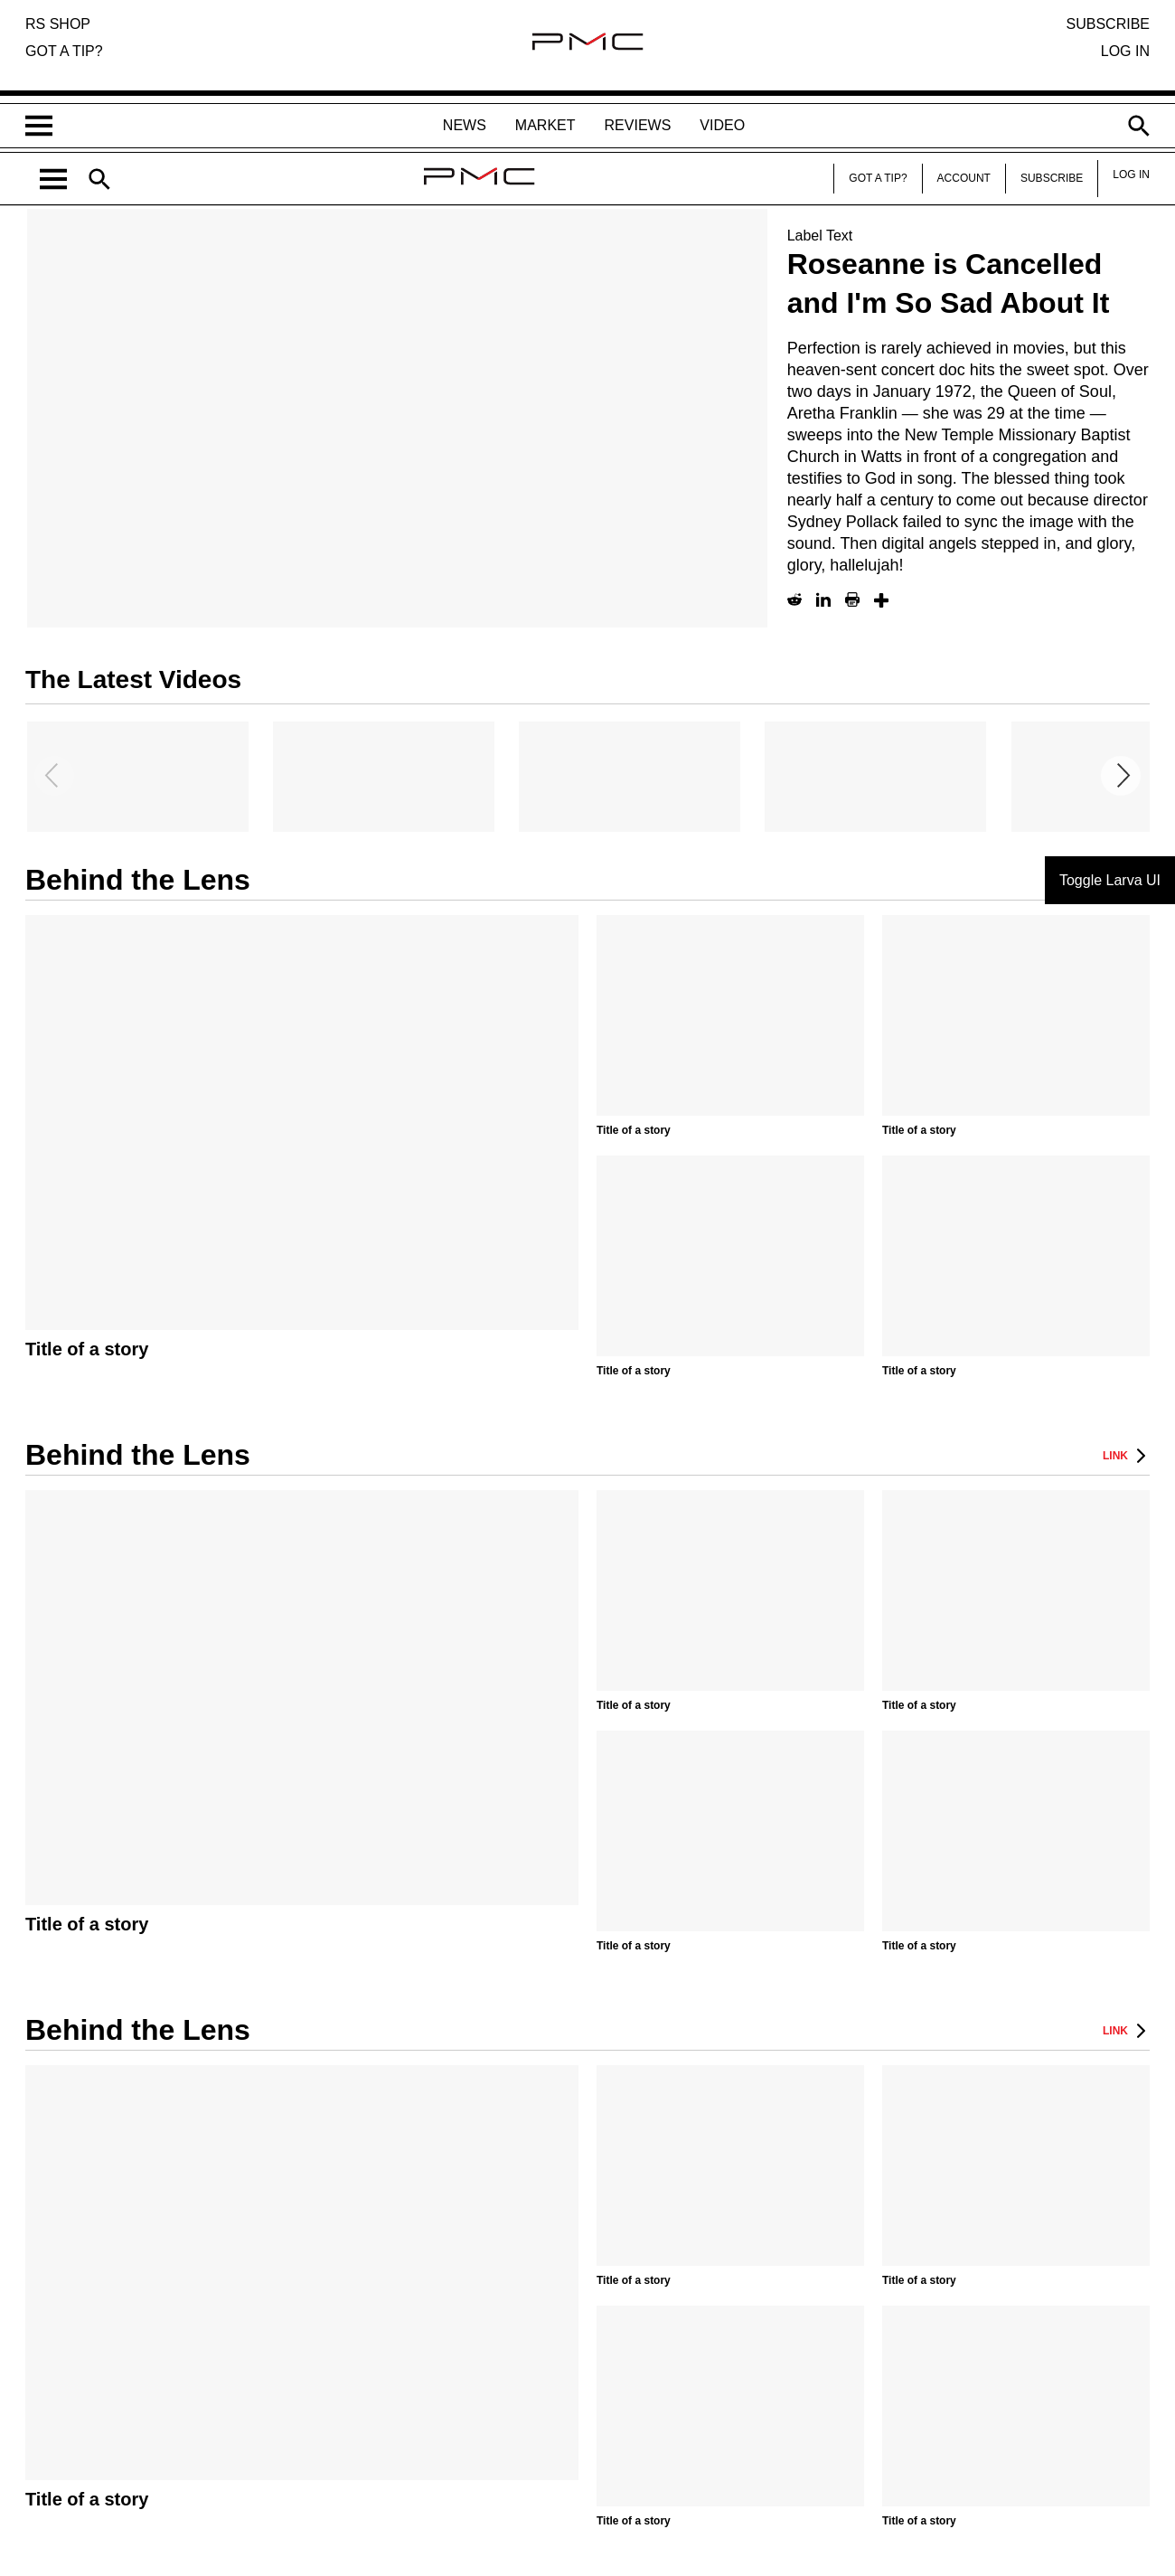 RS SHOP
GOT A TIP?
PMC
SUBSCRIBE
LOG IN
NEWS MARKET REVIEWS VIDEO
PMC
GOT A TIP? ACCOUNT SUBSCRIBE LOG IN
Label Text
Roseanne is Cancelled
and I'm So Sad About It
Perfection is rarely achieved in movies, but this
heaven-sent concert doc hits the sweet spot. Over
two days in January 1972, the Queen of Soul,
Aretha Franklin — she was 29 at the time —
sweeps into the New Temple Missionary Baptist
Church in Watts in front of a congregation and
testifies to God in song. The blessed thing took
nearly half a century to come out because director
Sydney Pollack failed to sync the image with the
sound. Then digital angels stepped in, and glory,
glory, hallelujah!
The Latest Videos
Behind the Lens
Toggle Larva UI
Title of a story
Title of a story
Title of a story
Title of a story
Title of a story
Behind the Lens
LINK
Title of a story
Title of a story
Title of a story
Title of a story
Title of a story
Behind the Lens
LINK
Title of a story
Title of a story
Title of a story
Title of a story
Title of a story